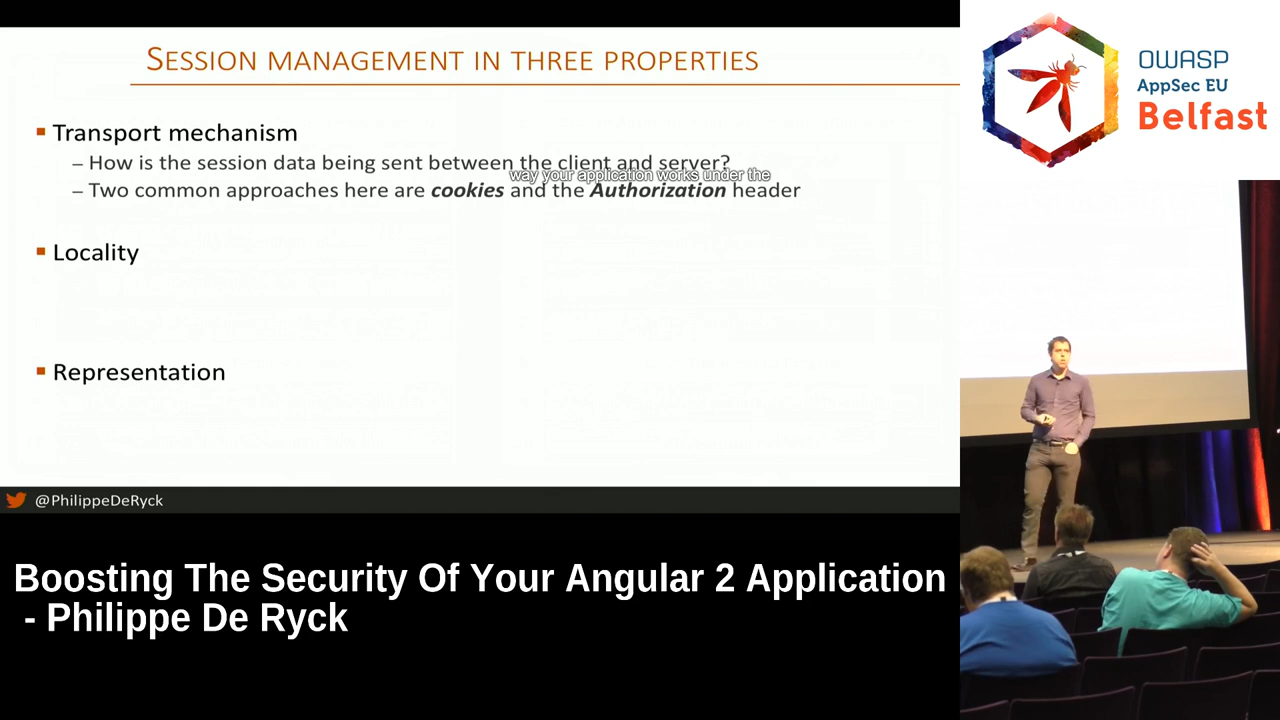 SESSION MANAGEMENT IN THREE PROPERTIES
▪ Transport mechanism
– How is the session data being sent between the client and server?
way your application works under the
– Two common approaches here are cookies and the Authorization header
▪ Locality
▪ Representation
@PhilippeDeRyck
OWASP
AppSec EU
Belfast
Boosting The Security Of Your Angular 2 Application
- Philippe De Ryck